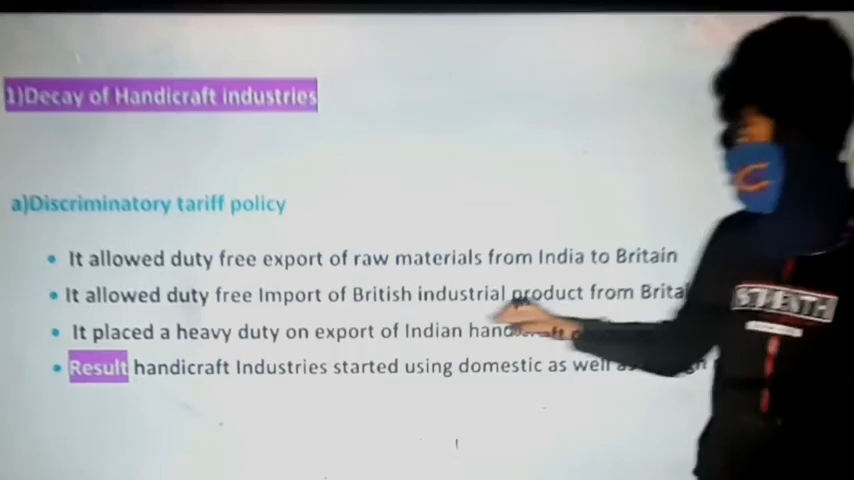 1)Decay of Handicraft industries
a)Discriminatory tariff policy
• It allowed duty free export of raw materials from India to Britain
• It allowed duty free Import of British industrial product from
• It placed a heavy duty on export of Indian
• Result handicraft Industries started using domestic as well